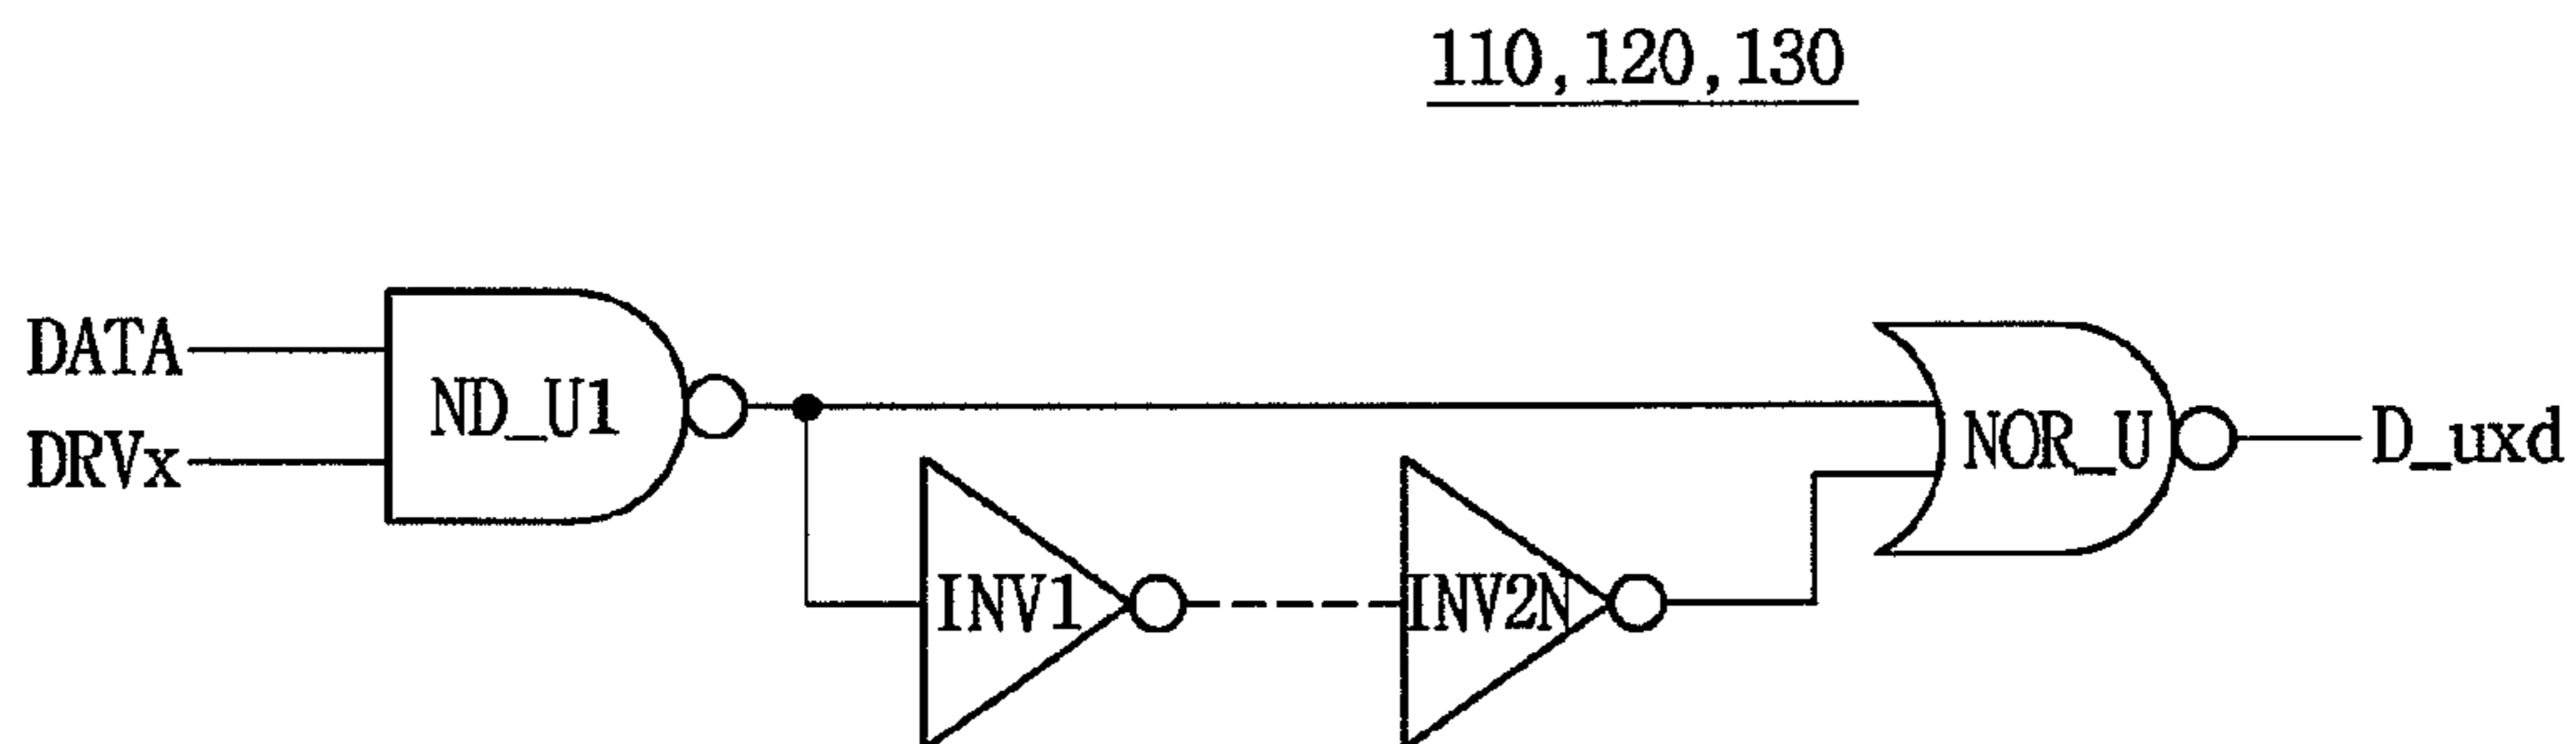 110,120,130
DATA
DRVx
ND_U1
INV1
INV2N
NOR_U
D_uxd